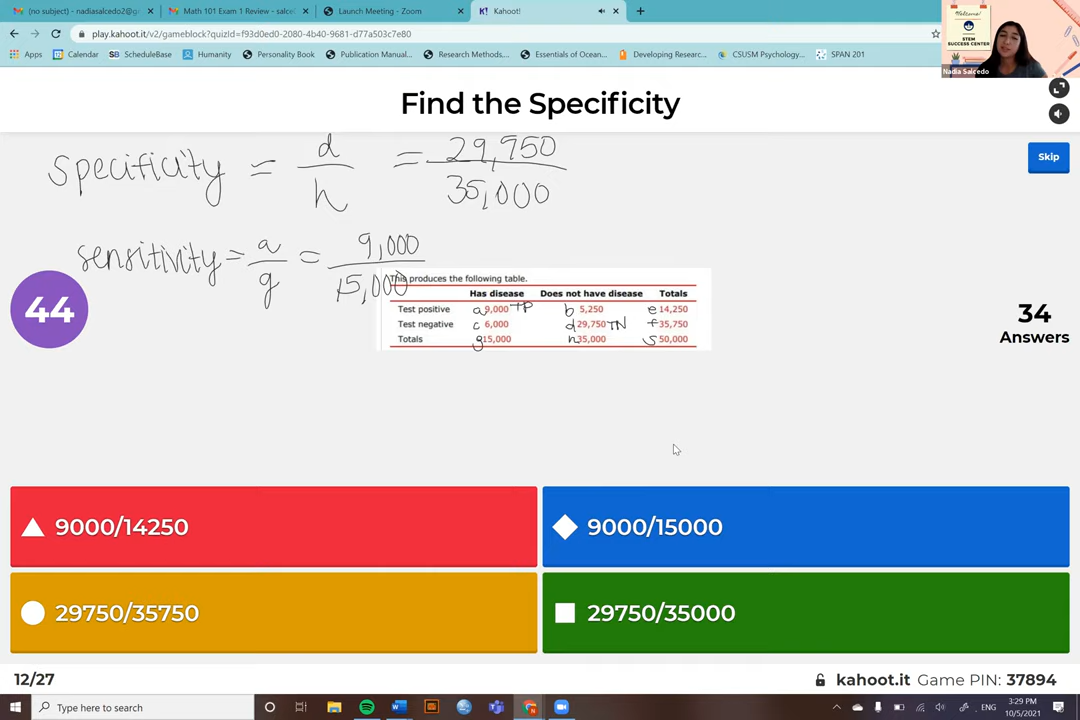 (no subject) - nadiasalcedo2@g
Math 101 Exam 1 Review - salce
Launch Meeting - Zoom
Kahoot!
play.kahoot.it/v2/gameblock?quizId=f93d0ed0-2080-4b40-9681-d77a503c7e80
Apps
Calendar
ScheduleBase
Humanity
Personality Book
Publication Manual...
Research Methods,...
Essentials of Ocean...
Developing Researc...
CSUSM Psychology...
SPAN 201
Welcome!
STEM
SUCCESS CENTER
Nadia Salcedo
Find the Specificity
Skip
Specificity = d/h = 29,750/35,000
sensitivity = a/g = 9,000/15,000
44
34
Answers
This produces the following table.
Has disease Does not have disease Totals
Test positive a 9,000 TP b 5,250 e 14,250
Test negative c 6,000 d 29,750 TN f 35,750
Totals g 15,000 h 35,000 s 50,000
9000/14250
9000/15000
29750/35750
29750/35000
12/27
kahoot.it Game PIN: 37894
Type here to search
ENG
3:29 PM
10/5/2021